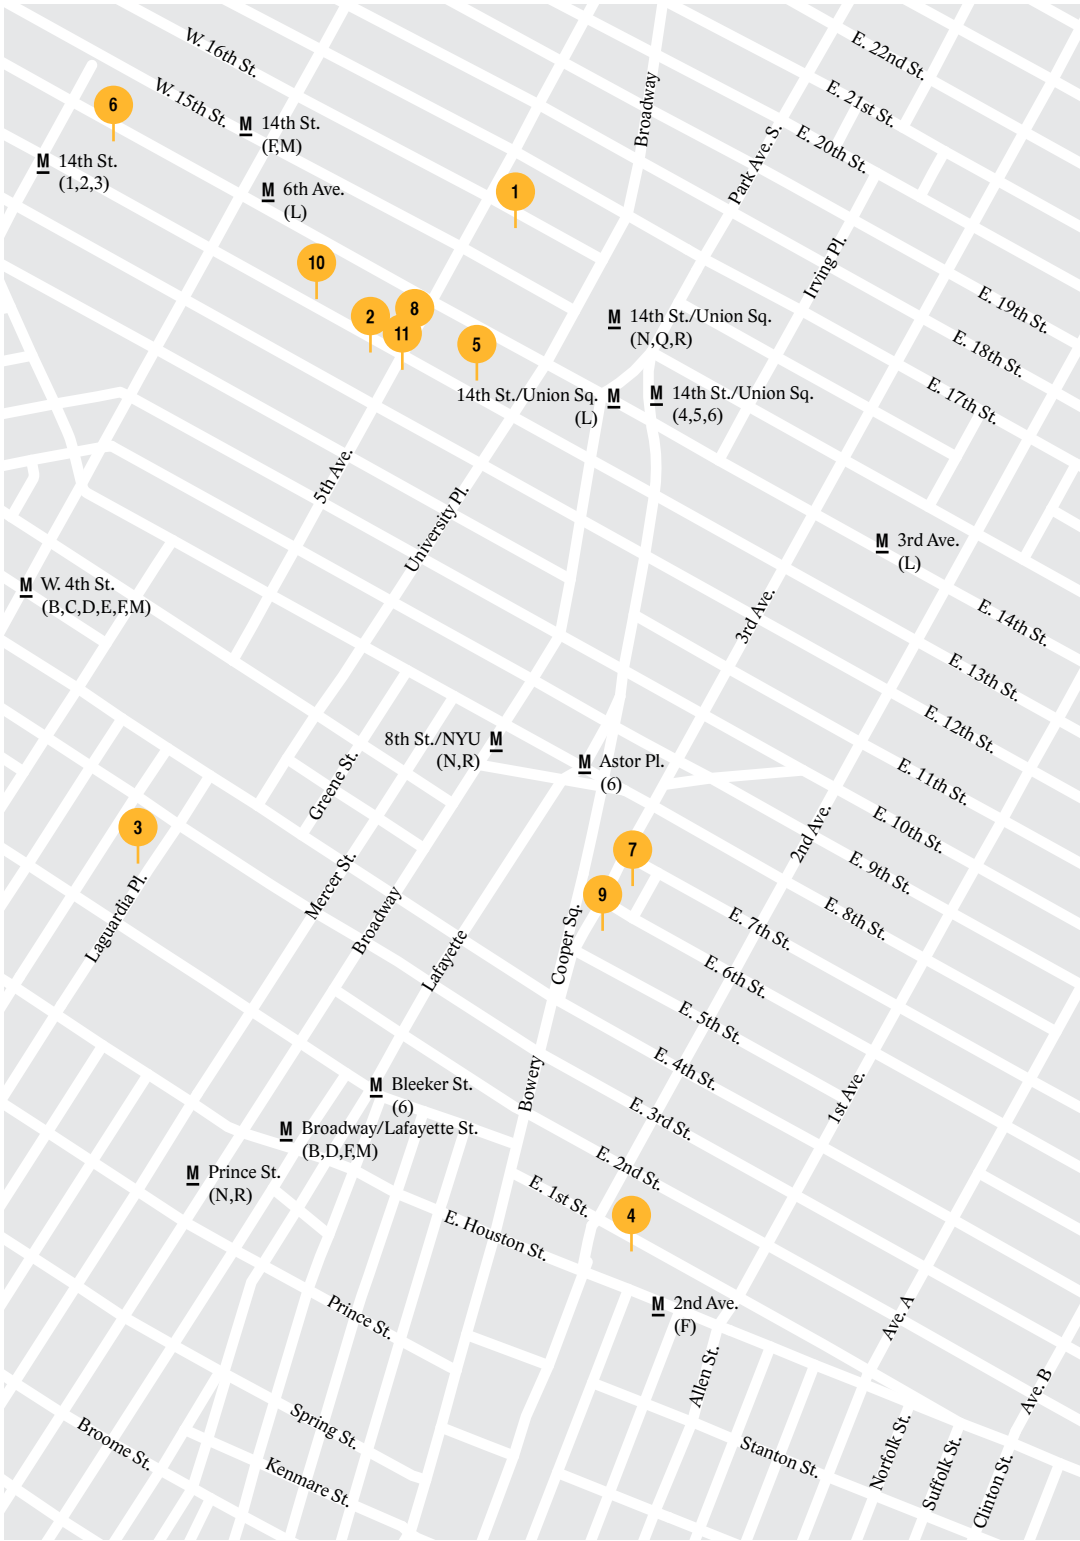 W. 16th St.
E. 22nd St.
Broadway
W. 15th St.
E. 21st St.
6
M 14th St.
(F,M)
E. 20th St.
Park Ave. S.
M 14th St.
(1,2,3)
M 6th Ave.
(L)
1
Irving Pl.
10
E. 19th St.
8
2
11
5
M 14th St./Union Sq.
(N,Q,R)
E. 18th St.
14th St./Union Sq. M
(L)
M 14th St./Union Sq.
(4,5,6)
E. 17th St.
5th Ave.
University Pl.
M 3rd Ave.
(L)
M W. 4th St.
(B,C,D,E,F,M)
3rd Ave.
E. 14th St.
E. 13th St.
E. 12th St.
8th St./NYU M
(N,R)
M Astor Pl.
(6)
E. 11th St.
Greene St.
3
2nd Ave.
E. 10th St.
7
E. 9th St.
Mercer St.
9
Laguardia Pl.
Broadway
E. 8th St.
E. 7th St.
Lafayette
Cooper Sq.
E. 6th St.
E. 5th St.
E. 4th St.
M Bleeker St.
(6)
Bowery
1st Ave.
E. 3rd St.
M Broadway/Lafayette St.
(B,D,F,M)
E. 2nd St.
M Prince St.
(N,R)
E. 1st St.
4
E. Houston St.
M 2nd Ave.
(F)
Prince St.
Ave. A
Allen St.
Ave. B
Spring St.
Broome St.
Stanton St.
Norfolk St.
Suffolk St.
Kenmare St.
Clinton St.